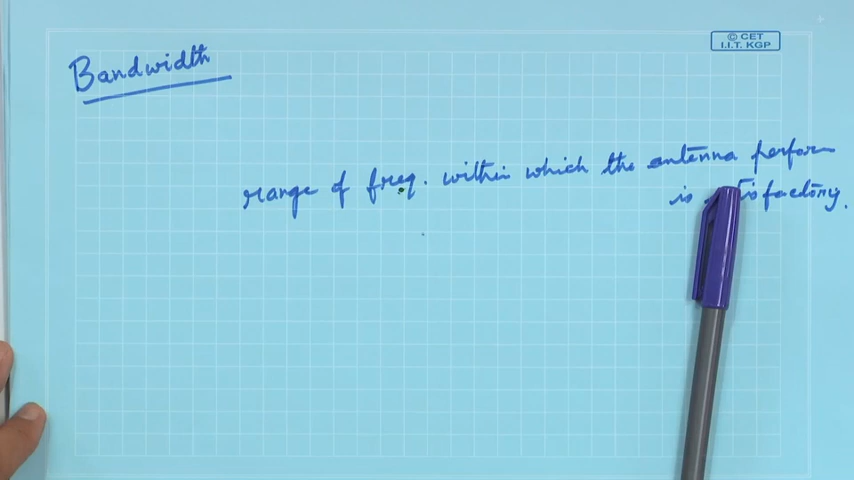 © CET
I.I.T. KGP
Bandwidth
range of freq. within which the antenna perform
is